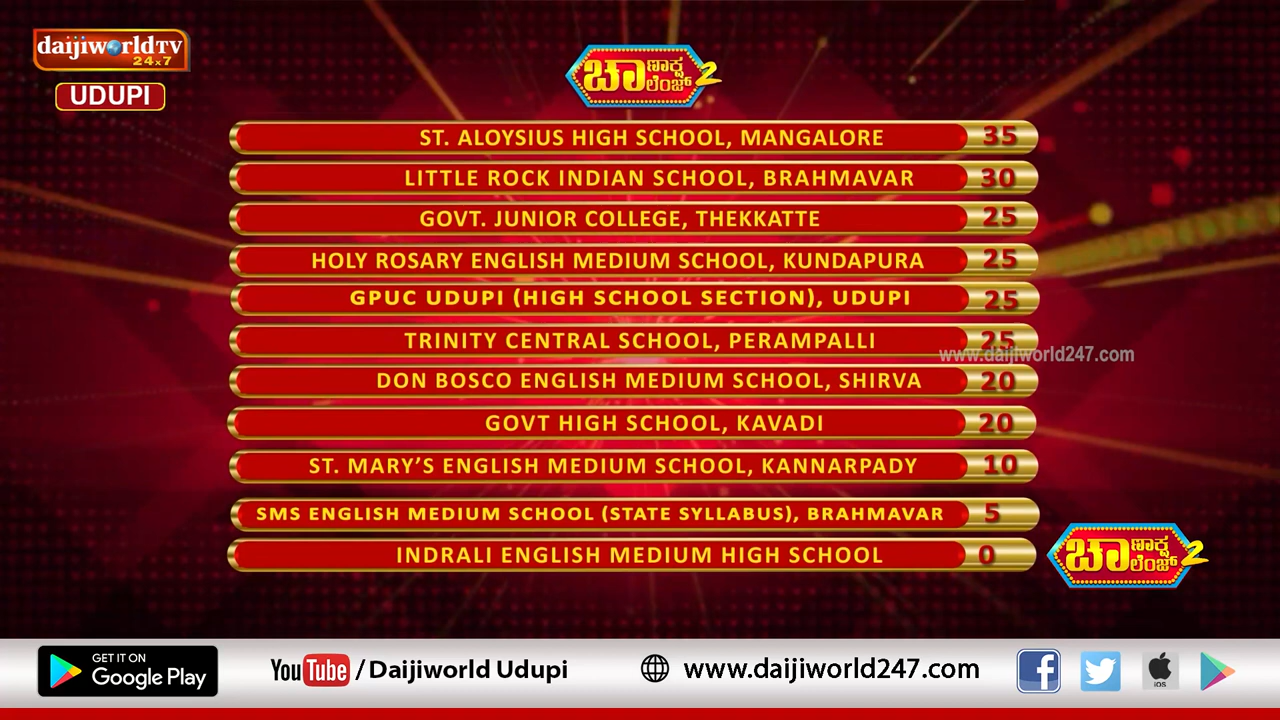 daijiworldTV
24x7
UDUPI
ಚಾಣಾಕ್ಷ
ಚಾಲೆಂಜ್ 2
ST. ALOYSIUS HIGH SCHOOL, MANGALORE 35
LITTLE ROCK INDIAN SCHOOL, BRAHMAVAR 30
GOVT. JUNIOR COLLEGE, THEKKATTE 25
HOLY ROSARY ENGLISH MEDIUM SCHOOL, KUNDAPURA 25
GPUC UDUPI (HIGH SCHOOL SECTION), UDUPI 25
TRINITY CENTRAL SCHOOL, PERAMPALLI 25
www.daijiworld247.com
DON BOSCO ENGLISH MEDIUM SCHOOL, SHIRVA 20
GOVT HIGH SCHOOL, KAVADI 20
ST. MARY’S ENGLISH MEDIUM SCHOOL, KANNARPADY 10
SMS ENGLISH MEDIUM SCHOOL (STATE SYLLABUS), BRAHMAVAR 5
INDRALI ENGLISH MEDIUM HIGH SCHOOL 0
ಚಾಣಾಕ್ಷ
ಚಾಲೆಂಜ್ 2
GET IT ON
Google Play
YouTube /Daijiworld Udupi
www.daijiworld247.com
f
iOS